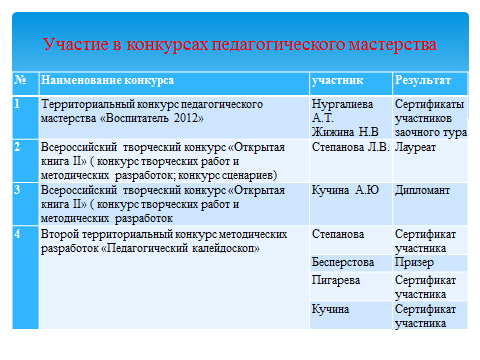 Участие в конкурсах педагогического мастерства
№ Наименование конкурса участник Результат
1 Территориальный конкурс педагогического Нургалиева Сертификаты
мастерства «Воспитатель 2012» А.Т. участников
Жижина Н.В заочного тура
2 Всероссийский творческий конкурс «Открытая Степанова Л.В. Лауреат
книга II» ( конкурс творческих работ и
методических разработок; конкурс сценариев)
3 Всероссийский творческий конкурс «Открытая Кучина А.Ю Дипломант
книга II» ( конкурс творческих работ и
методических разработок
4 Второй территориальный конкурс методических Степанова Сертификат
разработок «Педагогический калейдоскоп» участника
Бесперстова Призер
Пигарева Сертификат
участника
Кучина Сертификат
участника